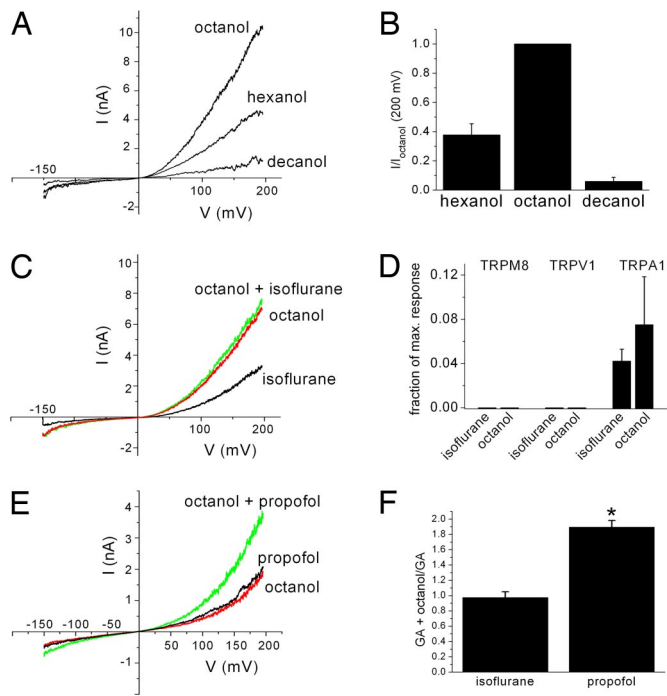 A
I (nA)
10
8
6
4
2
-2
-150
100
200
V (mV)
octanol
hexanol
decanol
B
I/I_octanol (200 mV)
1.0
0.8
0.6
0.4
0.2
0.0
hexanol octanol decanol
C
I (nA)
10
8
6
4
2
-2
-150
50 100 150 200
V (mV)
octanol + isoflurane
octanol
isoflurane
D
TRPM8 TRPV1 TRPA1
fraction of max. response
0.12
0.08
0.04
0.00
isoflurane octanol isoflurane octanol isoflurane octanol
E
I (nA)
4
3
2
1
-1
-150 -100 -50
50 100 150 200
V (mV)
octanol + propofol
propofol
octanol
F
GA + octanol/GA
2.0
1.8
1.6
1.4
1.2
1.0
0.8
0.6
0.4
0.2
0.0
*
isoflurane propofol